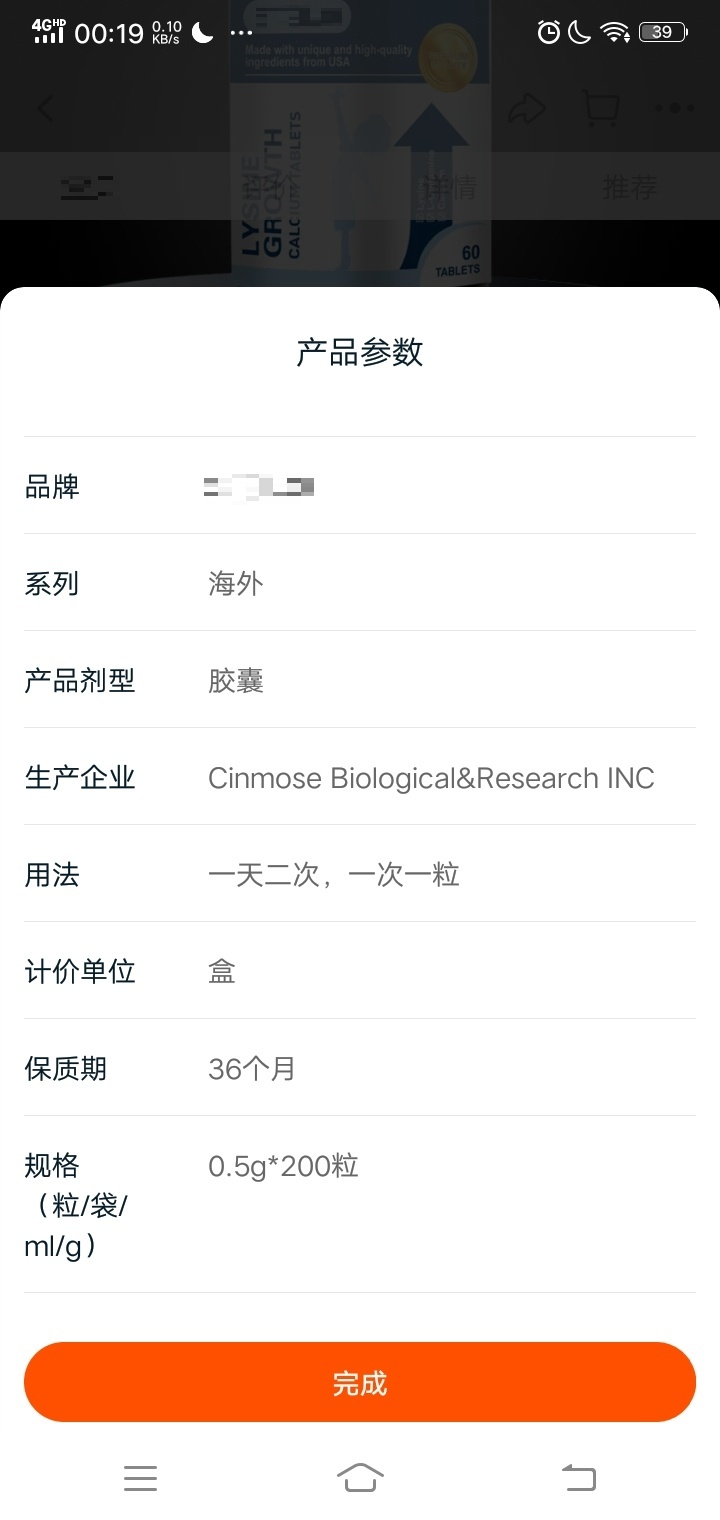 4GHD 00:19 0.10 KB/s 39
Made with unique and high-quality
ingredients from USA
LYSINE
GROWTH
CALCIUM TABLETS
60
TABLETS
详情
推荐
产品参数
品牌
系列 海外
产品剂型 胶囊
生产企业 Cinmose Biological&Research INC
用法 一天二次，一次一粒
计价单位 盒
保质期 36个月
规格 0.5g*200粒
（粒/袋/
ml/g）
完成